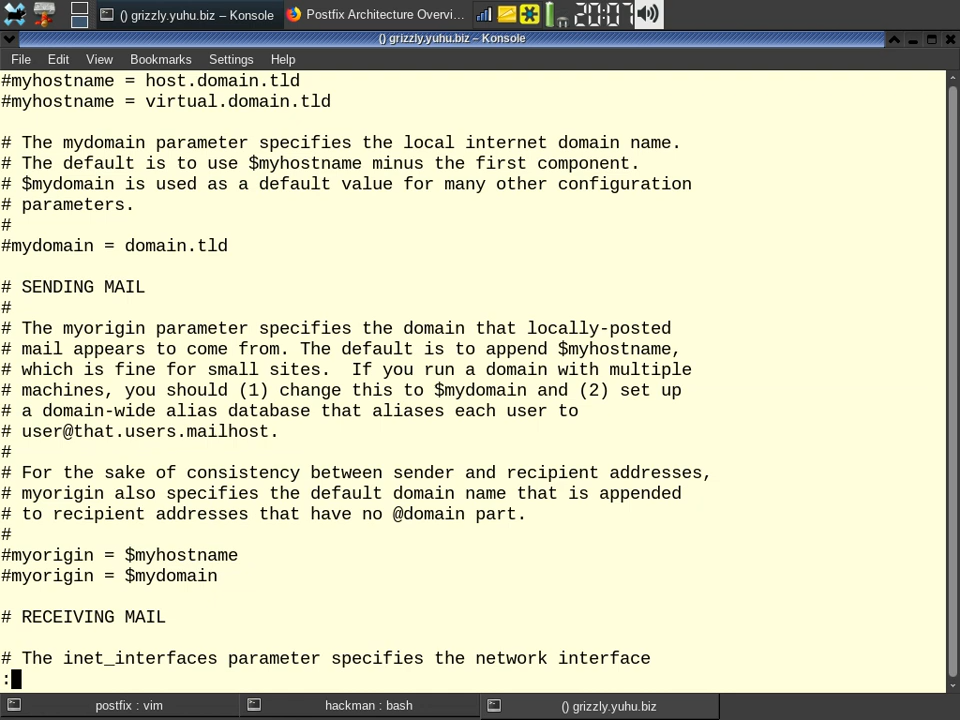 () grizzly.yuhu.biz – Konsole
Postfix Architecture Overvi...
20:07
() grizzly.yuhu.biz – Konsole
File Edit View Bookmarks Settings Help
#myhostname = host.domain.tld
#myhostname = virtual.domain.tld
# The mydomain parameter specifies the local internet domain name.
# The default is to use $myhostname minus the first component.
# $mydomain is used as a default value for many other configuration
# parameters.
#
#mydomain = domain.tld
# SENDING MAIL
#
# The myorigin parameter specifies the domain that locally-posted
# mail appears to come from. The default is to append $myhostname,
# which is fine for small sites.  If you run a domain with multiple
# machines, you should (1) change this to $mydomain and (2) set up
# a domain-wide alias database that aliases each user to
# user@that.users.mailhost.
#
# For the sake of consistency between sender and recipient addresses,
# myorigin also specifies the default domain name that is appended
# to recipient addresses that have no @domain part.
#
#myorigin = $myhostname
#myorigin = $mydomain
# RECEIVING MAIL
# The inet_interfaces parameter specifies the network interface
:
postfix : vim
hackman : bash
() grizzly.yuhu.biz